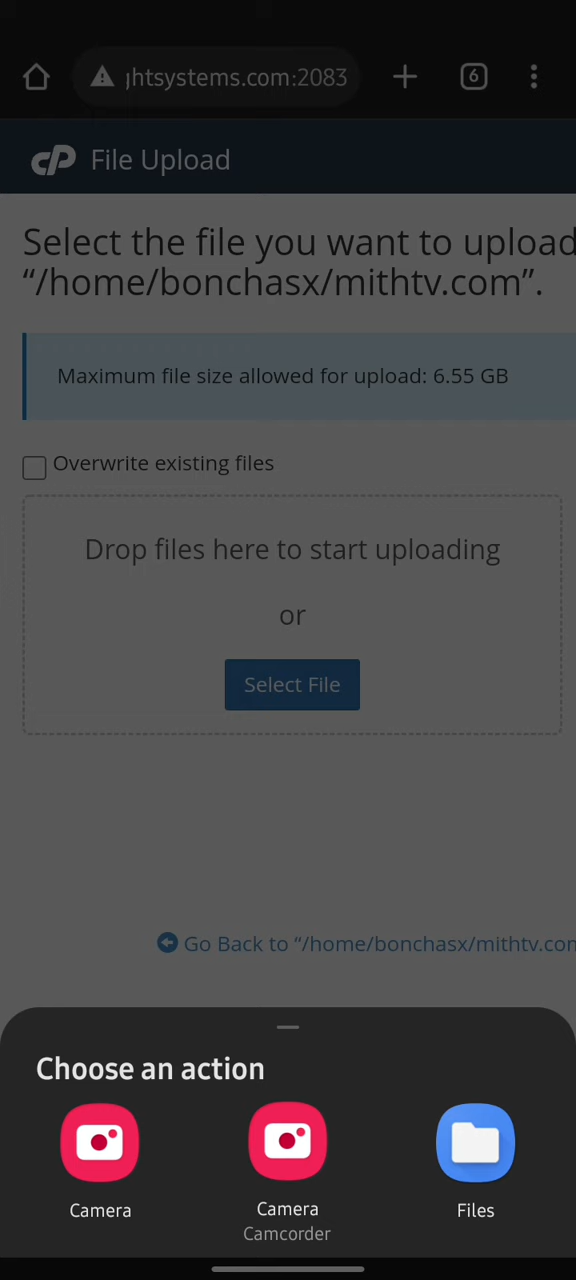 ghtsystems.com:2083
6
cP File Upload
Select the file you want to upload
“/home/bonchasx/mithtv.com”.
Maximum file size allowed for upload: 6.55 GB
Overwrite existing files
Drop files here to start uploading
or
Select File
Go Back to “/home/bonchasx/mithtv.com
Choose an action
Camera
Camera
Files
Camcorder